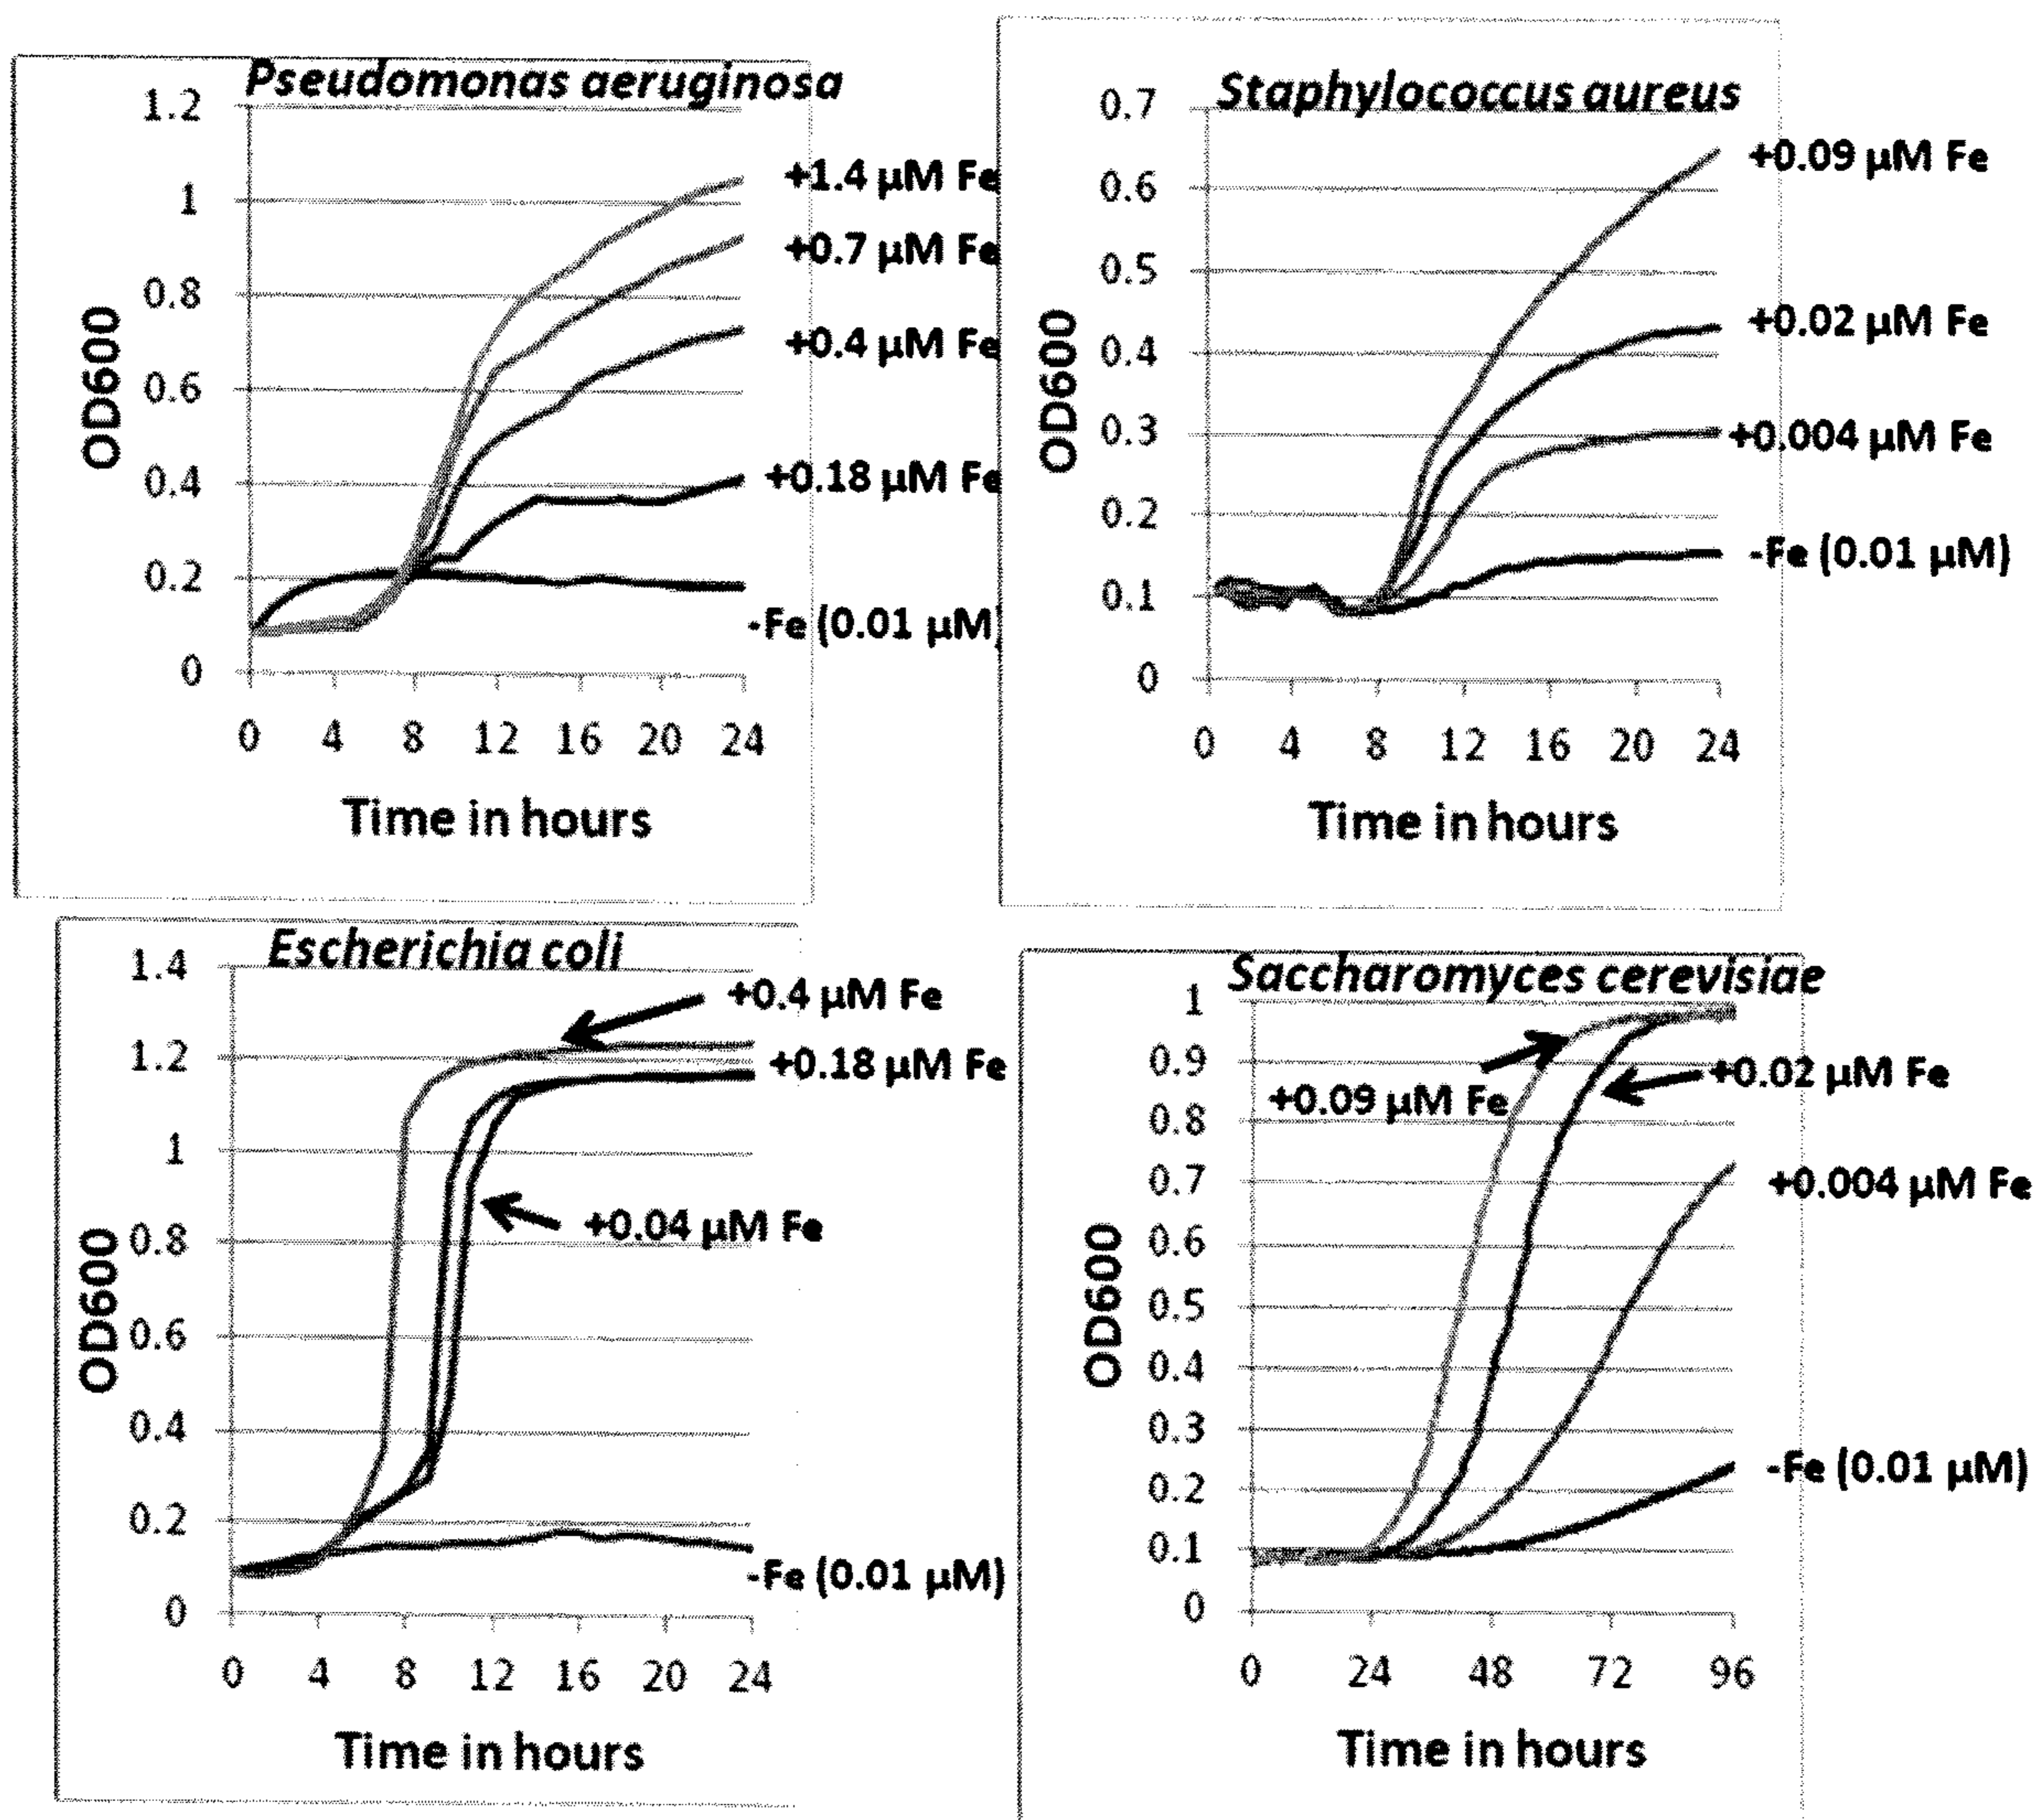 Pseudomonas aeruginosa
1.2
1
0.8
0.6
0.4
0.2
0
OD600
+1.4 µM Fe
+0.7 µM Fe
+0.4 µM Fe
+0.18 µM Fe
-Fe (0.01 µM)
0 4 8 12 16 20 24
Time in hours
Staphylococcus aureus
0.7
0.6
0.5
0.4
0.3
0.2
0.1
0
OD600
+0.09 µM Fe
+0.02 µM Fe
+0.004 µM Fe
-Fe (0.01 µM)
0 4 8 12 16 20 24
Time in hours
Escherichia coli
1.4
1.2
1
0.8
0.6
0.4
0.2
0
OD600
+0.4 µM Fe
+0.18 µM Fe
+0.04 µM Fe
-Fe (0.01 µM)
0 4 8 12 16 20 24
Time in hours
Saccharomyces cerevisiae
1
0.9
0.8
0.7
0.6
0.5
0.4
0.3
0.2
0.1
0
OD600
+0.09 µM Fe
+0.02 µM Fe
+0.004 µM Fe
-Fe (0.01 µM)
0 24 48 72 96
Time in hours